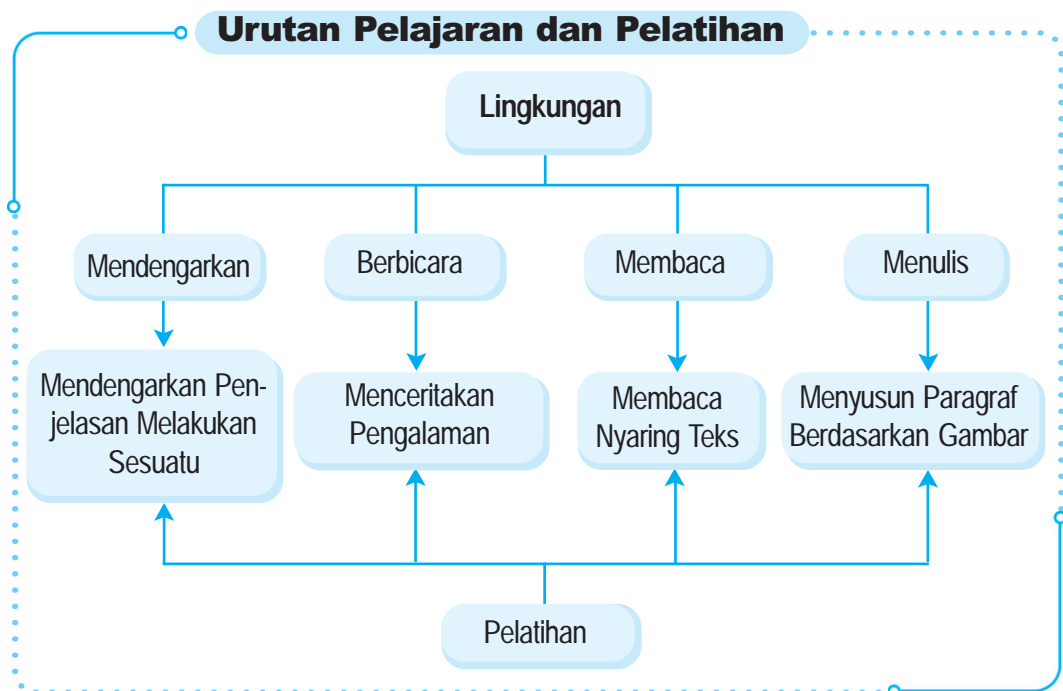 Urutan Pelajaran dan Pelatihan
Lingkungan
Mendengarkan
Berbicara
Membaca
Menulis
Mendengarkan Pen-
jelasan Melakukan
Sesuatu
Menceritakan
Pengalaman
Membaca
Nyaring Teks
Menyusun Paragraf
Berdasarkan Gambar
Pelatihan